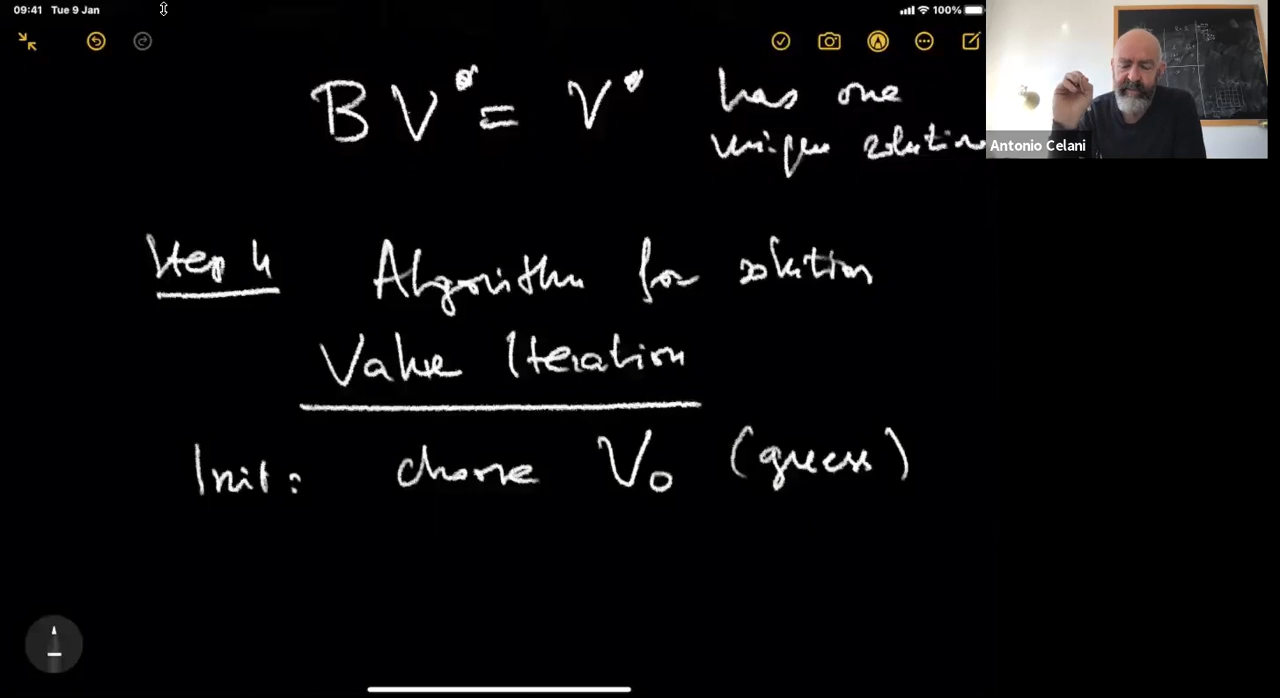 09:41 Tue 9 Jan
100%
B V* = V* has one
unique solution
Antonio Celani
Step 4 Algorithm for solution
Value Iteration
Init: choose V₀ (guess)